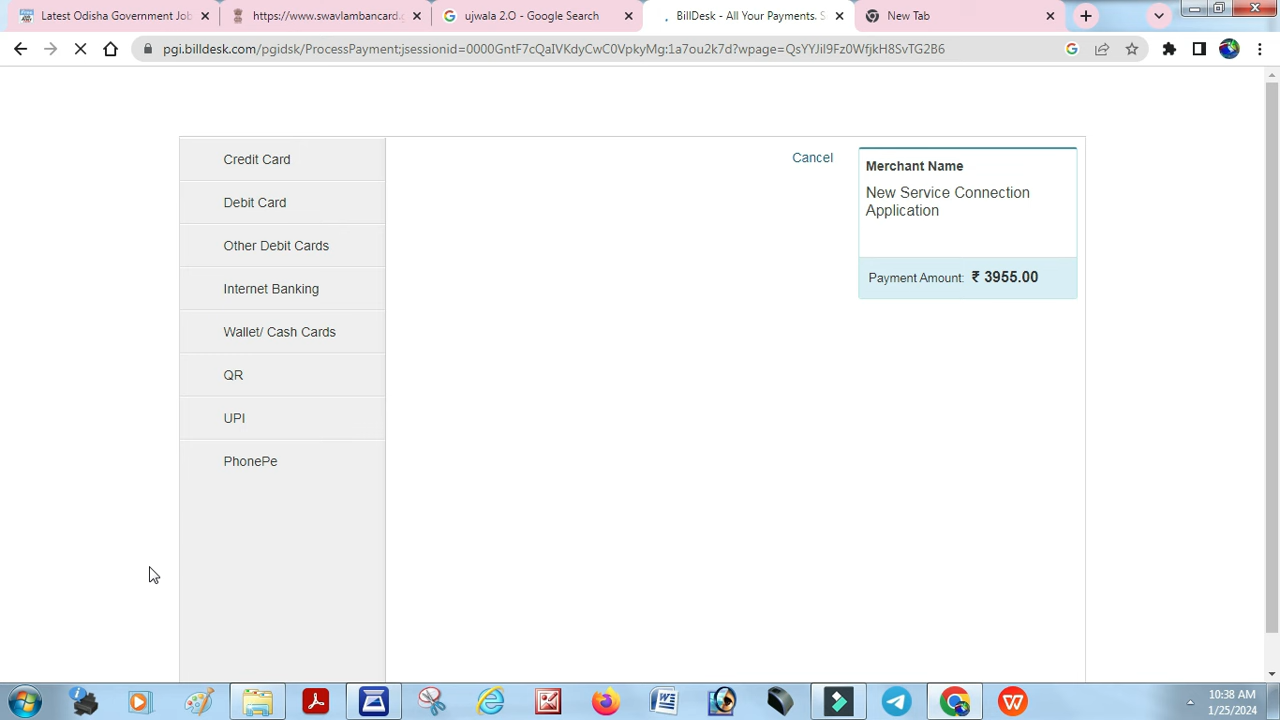 Latest Odisha Government Job
https://www.swavlambancard.g
ujwala 2.0 - Google Search
BillDesk - All Your Payments. S
New Tab
pgi.billdesk.com/pgidsk/ProcessPayment;jsessionid=0000GntF7cQaIVKdyCwC0VpkyMg:1a7ou2k7d?wpage=QsYJil9Fz0WfjkH8SvTG2B6
Credit Card
Debit Card
Other Debit Cards
Internet Banking
Wallet/ Cash Cards
QR
UPI
PhonePe
Cancel
Merchant Name
New Service Connection
Application
Payment Amount: ₹ 3955.00
10:38 AM
1/25/2024